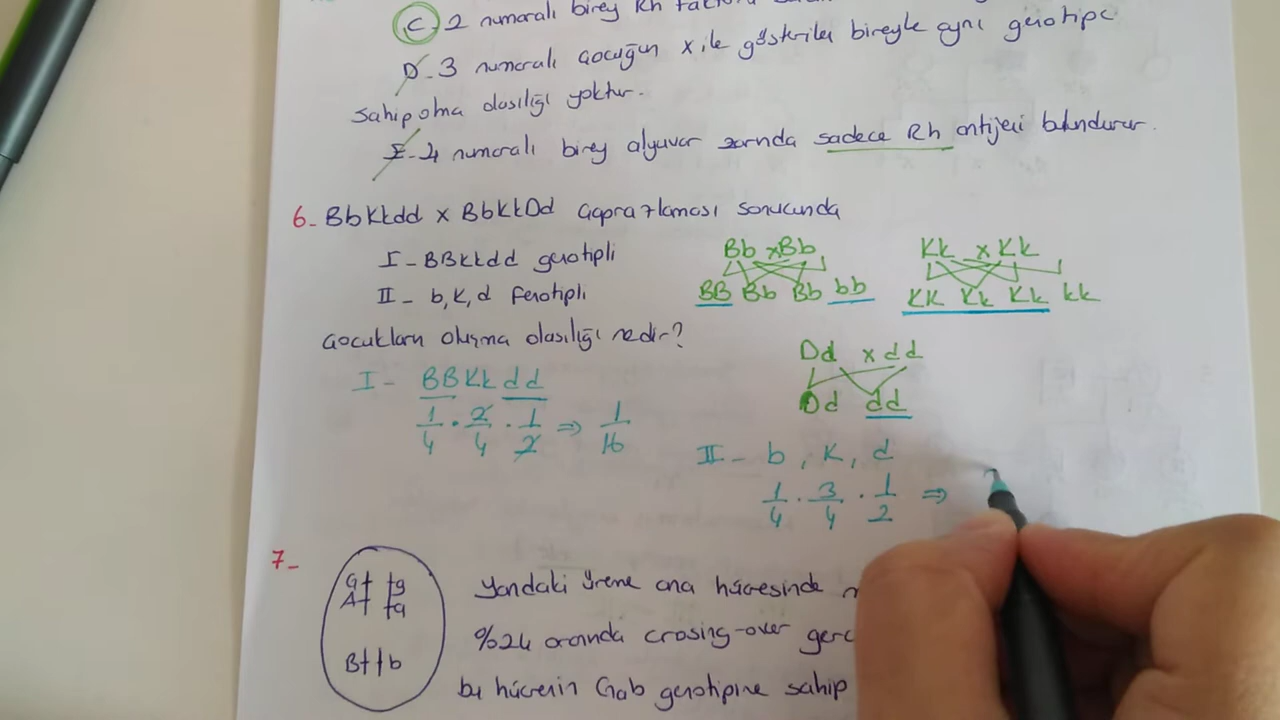 C-2 numaralı birey Rh
D-3 numaralı çocuğun x ile gösterilen bireyle aynı genotipe
sahip olma olasılığı yoktur.
E-4 numaralı birey alyuvar zarında sadece Rh antijeni bulundurur.
6- BbKkdd x BbKkDd çaprazlaması sonucunda
I- BBKkdd genotipli
II- b, K, d fenotipli
çocukların oluşma olasılığı nedir?
Bb x Bb
BB Bb Bb bb
Kk x Kk
KK Kk Kk kk
Dd x dd
Dd dd
I- BBKkdd
1/4 . 2/4 . 1/2 ⇒ 1/16
II- b, K, d
1/4 . 3/4 . 1/2 ⇒
7-
G g
A a
B b
Yandaki üreme ana hücresinde
%24 oranında crosing-over
bu hücrenin Gab genotipine sahip